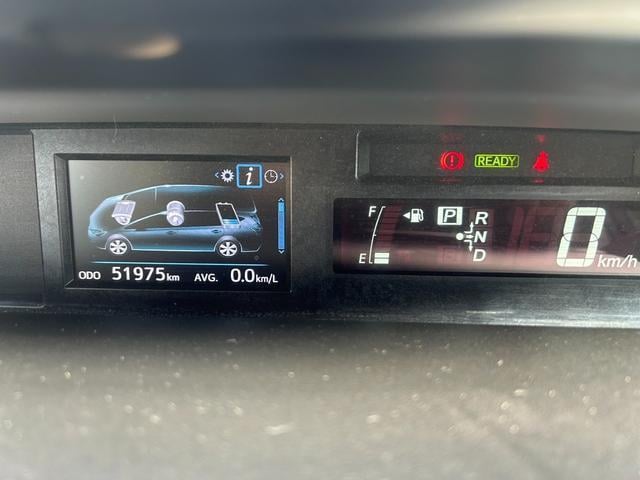 i
ODO 51975km AVG. 0.0km/L
READY
F
E
P
R
N
D
0 km/h